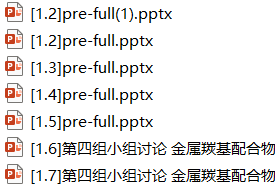 [1.2]pre-full(1).pptx
[1.2]pre-full.pptx
[1.3]pre-full.pptx
[1.4]pre-full.pptx
[1.5]pre-full.pptx
[1.6]第四组小组讨论 金属羰基配合物
[1.7]第四组小组讨论 金属羰基配合物